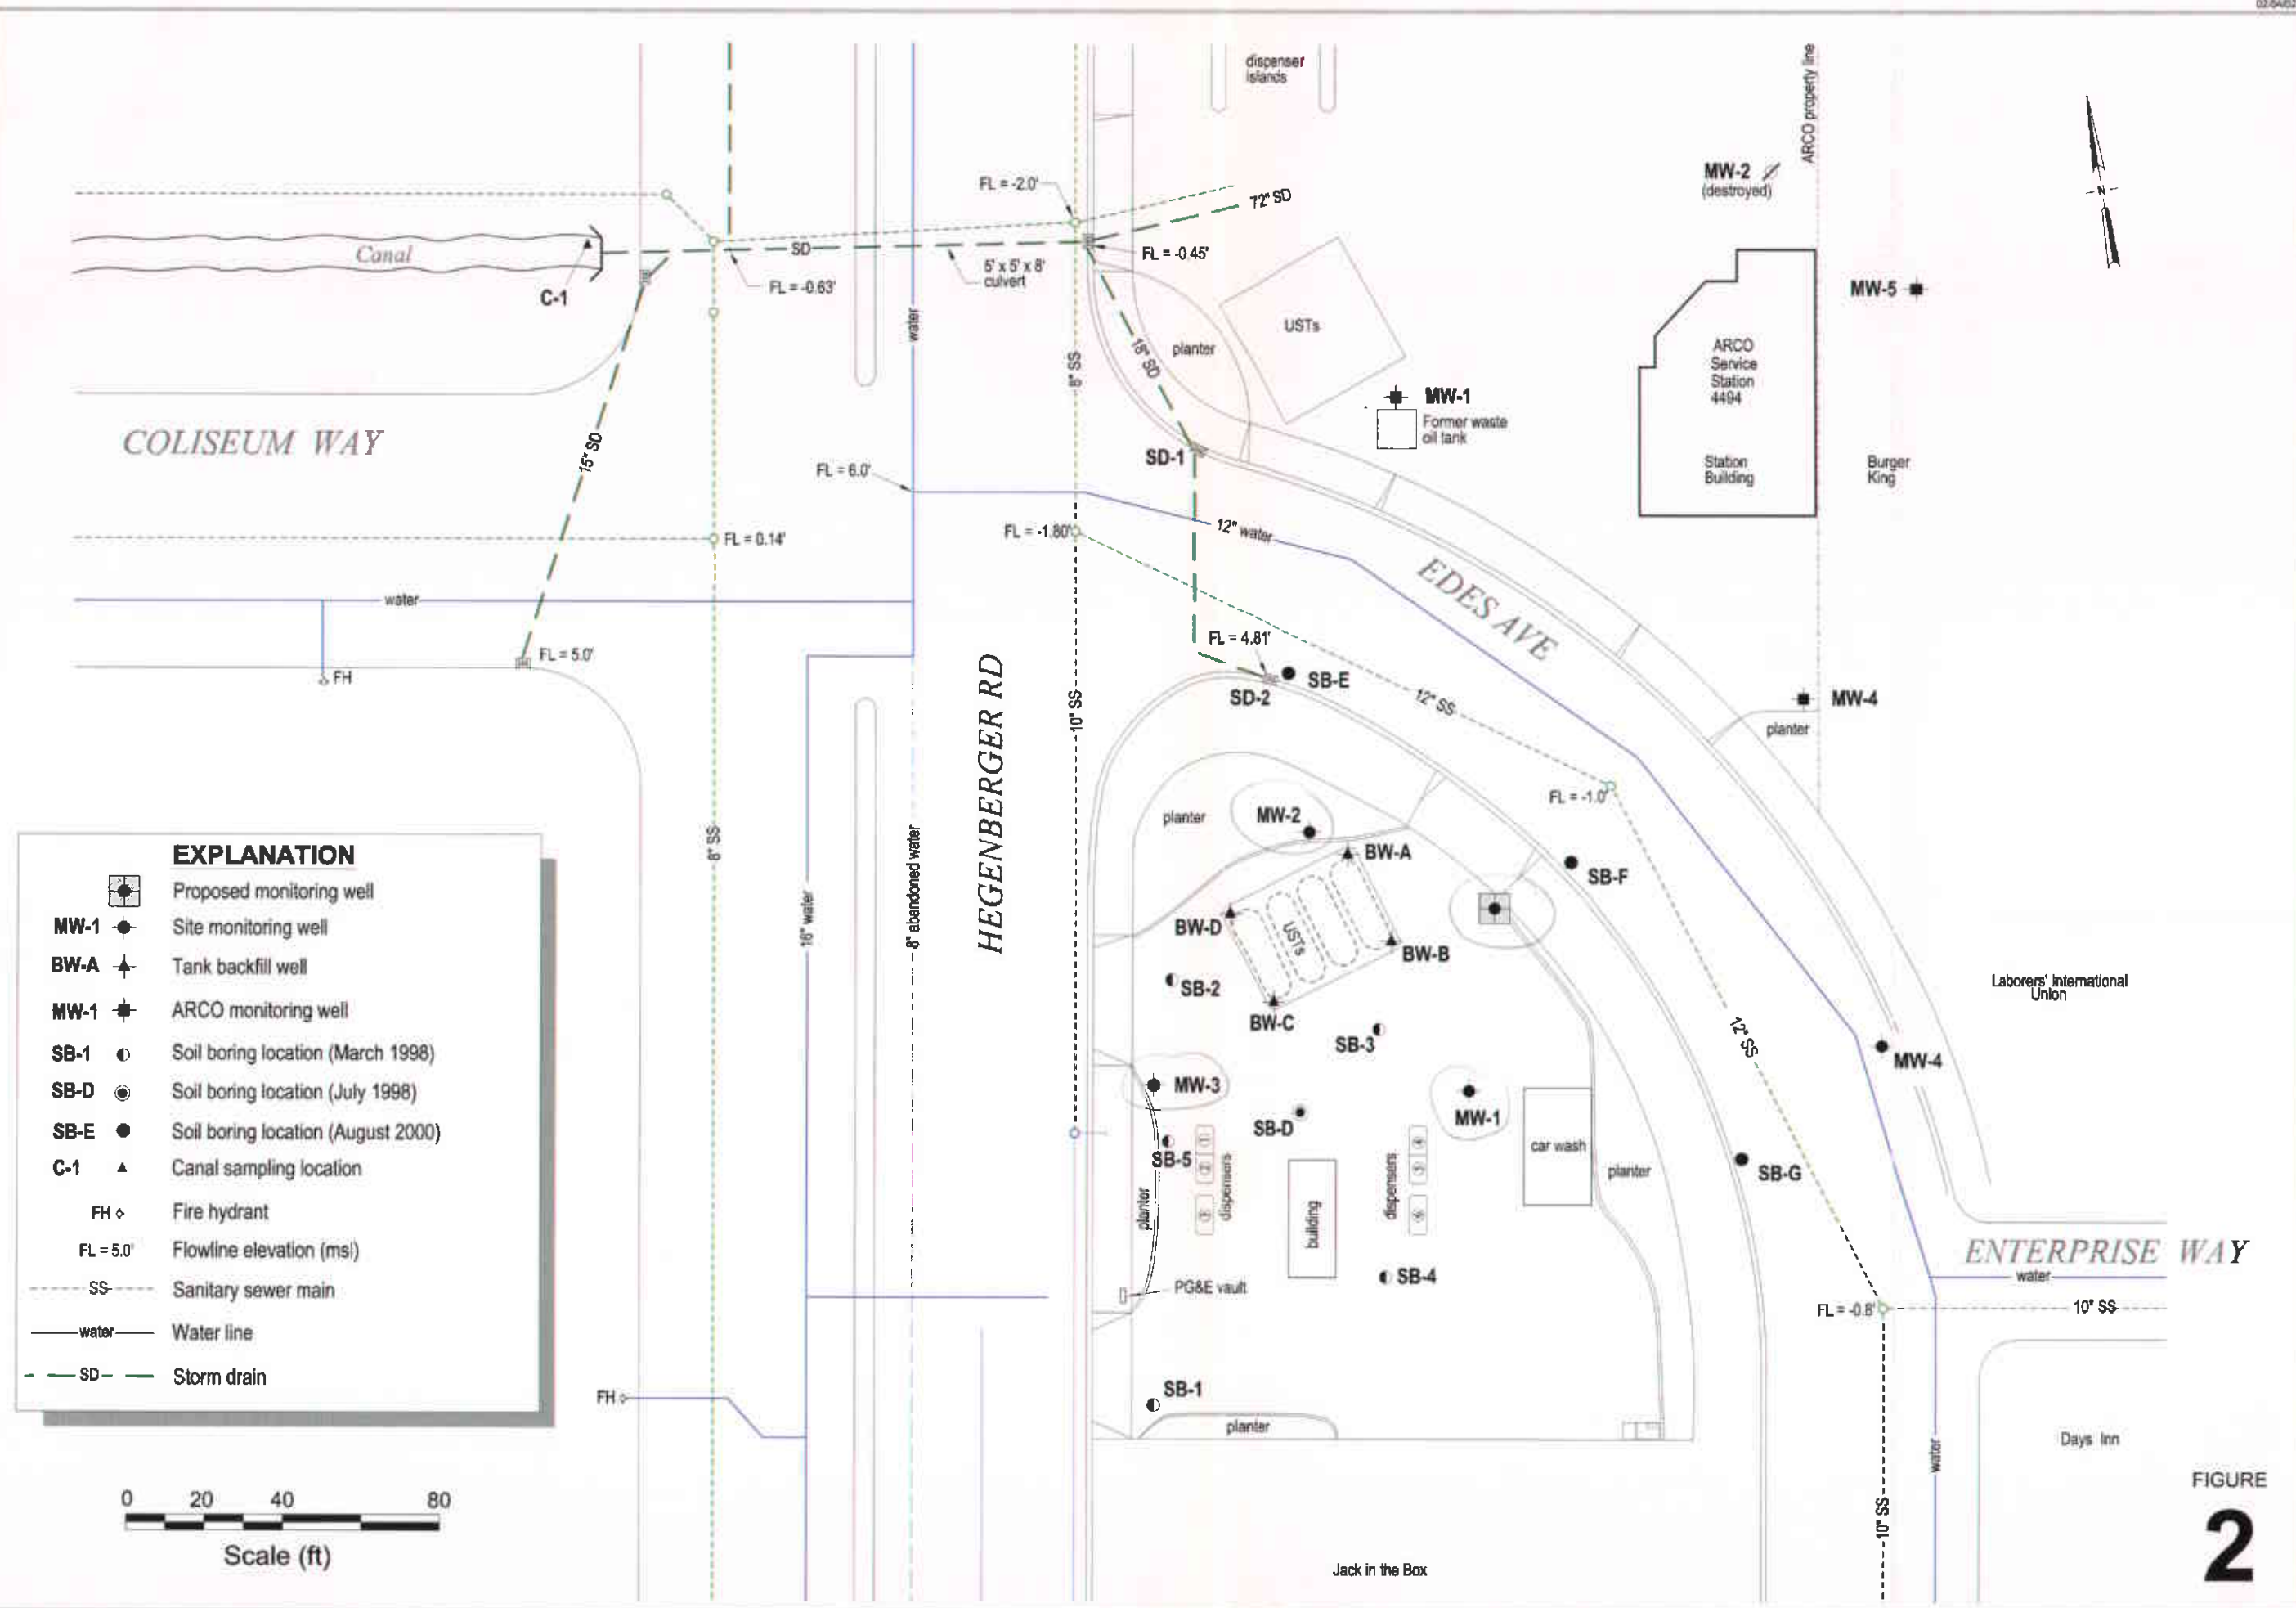 dispenser
islands
ARCO property line
MW-2
(destroyed)
N
FL = -2.0'
72" SD
Canal
SD
FL = -0.45'
C-1
FL = -0.63'
5' x 5' x 8'
culvert
MW-5
water
USTs
8" SS
18" SD
planter
ARCO
Service
Station
4494
MW-1
Former waste
oil tank
COLISEUM WAY
15" SD
SD-1
FL = 6.0'
Station
Building
Burger
King
FL = 0.14'
FL = -1.80'
12" water
EDES AVE
water
FL = 4.81'
FL = 5.0'
FH
SB-E
SD-2
12" SS
10" SS
HEGENBERGER RD
MW-4
planter
FL = -1.0'
planter
MW-2
BW-A
SB-F
8" SS
16" water
8" abandoned water
BW-D
USTs
BW-B
SB-2
BW-C
SB-3
Laborers' International
Union
12" SS
MW-4
MW-3
MW-1
SB-D
SB-5
1
2
3
dispensers
building
dispensers
4
5
6
car wash
planter
SB-G
planter
ENTERPRISE WAY
water
SB-4
PG&E vault
FL = -0.8'
10" SS
EXPLANATION
Proposed monitoring well
MW-1 Site monitoring well
BW-A Tank backfill well
MW-1 ARCO monitoring well
SB-1 Soil boring location (March 1998)
SB-D Soil boring location (July 1998)
SB-E Soil boring location (August 2000)
C-1 Canal sampling location
FH Fire hydrant
FL = 5.0' Flowline elevation (msl)
SS Sanitary sewer main
water Water line
SD Storm drain
FH
SB-1
planter
water
Days Inn
10" SS
0 20 40 80
Scale (ft)
Jack in the Box
FIGURE
2